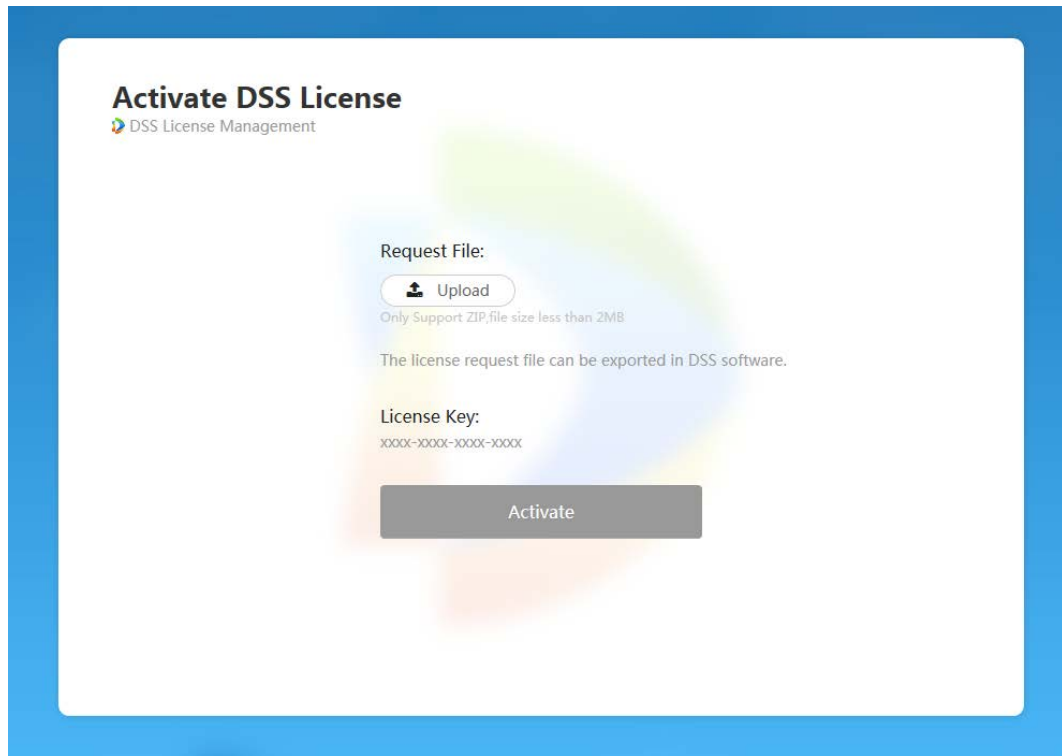 Activate DSS License
DSS License Management
Request File:
Upload
Only Support ZIP,file size less than 2MB
The license request file can be exported in DSS software.
License Key:
xxxx-xxxx-xxxx-xxxx
Activate